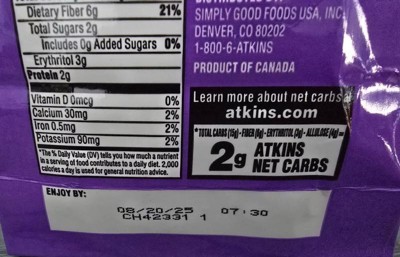 Dietary Fiber 6g 21%
Total Sugars 2g
Includes 0g Added Sugars 0%
Erythritol 3g
Protein 2g
Vitamin D 0mcg 0%
Calcium 30mg 2%
Iron 0.5mg 2%
Potassium 90mg 2%
*The % Daily Value (DV) tells you how much a nutrient
in a serving of food contributes to a daily diet. 2,000
calories a day is used for general nutrition advice.
SIMPLY GOOD FOODS USA, INC.
DENVER, CO 80202
1-800-6-ATKINS
PRODUCT OF CANADA
Learn more about net carbs
atkins.com
*TOTAL CARBS (15g) - FIBER (6g) - ERYTHRITOL (3g) - ALLULOSE (4g) =
2g ATKINS
NET CARBS
ENJOY BY:
08/20/25 07:30
CH42331 1